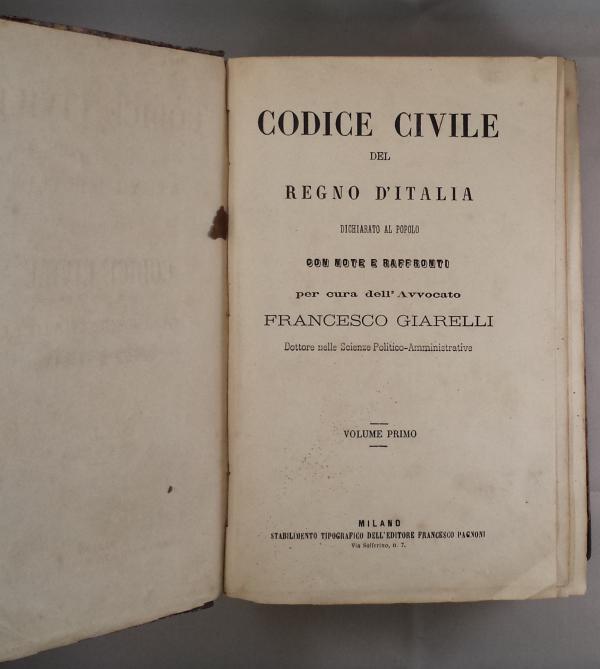 CODICE CIVILE
DEL
REGNO D'ITALIA
DICHIARATO AL POPOLO
CON NOTE E RAFFRONTI
per cura dell'Avvocato
FRANCESCO GIARELLI
Dottore nelle Scienze Politico-Amministrative
VOLUME PRIMO
MILANO
STABILIMENTO TIPOGRAFICO DELL'EDITORE FRANCESCO PAGNONI
Via Solferino, n. 7.